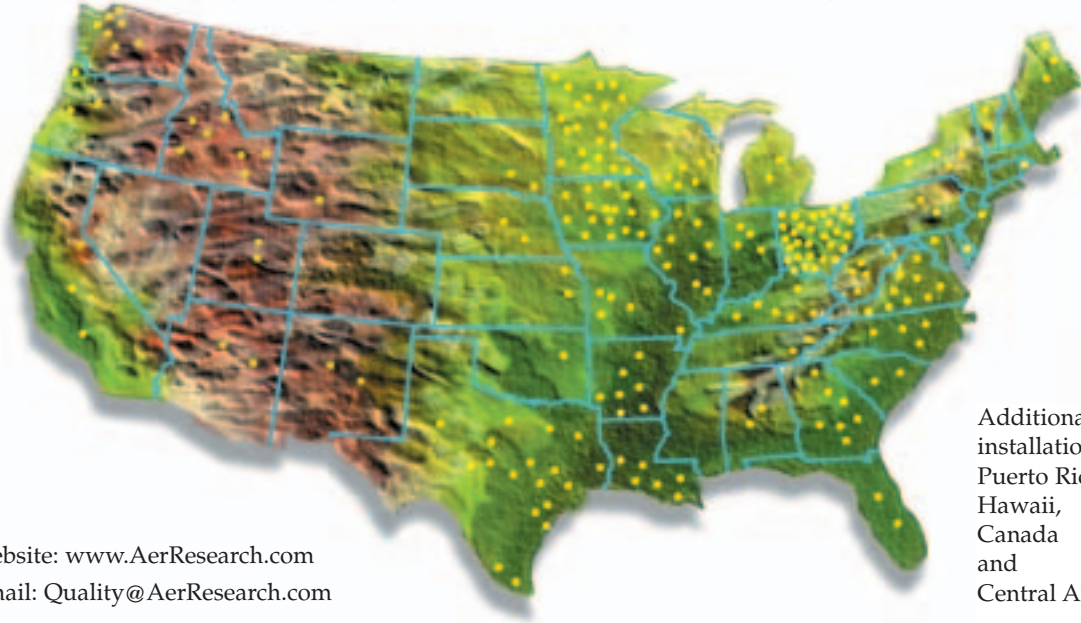 Additiona
installatio
Puerto Ric
Hawaii,
Canada
and
Central A
ebsite: www.AerResearch.com
nail: Quality@AerResearch.com